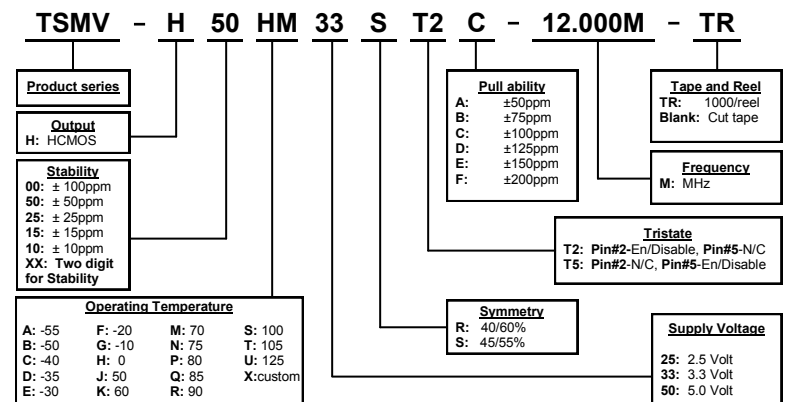 TSMV – H 50 HM 33 S T2 C – 12.000M – TR
Product series
Output
H: HCMOS
Stability
00: ± 100ppm
50: ± 50ppm
25: ± 25ppm
15: ± 15ppm
10: ± 10ppm
XX: Two digit
for Stability
Operating Temperature
A: -55 F: -20 M: 70 S: 100
B: -50 G: -10 N: 75 T: 105
C: -40 H: 0 P: 80 U: 125
D: -35 J: 50 Q: 85 X:custom
E: -30 K: 60 R: 90
Pull ability
A: ±50ppm
B: ±75ppm
C: ±100ppm
D: ±125ppm
E: ±150ppm
F: ±200ppm
Tape and Reel
TR: 1000/reel
Blank: Cut tape
Frequency
M: MHz
Tristate
T2: Pin#2-En/Disable, Pin#5-N/C
T5: Pin#2-N/C, Pin#5-En/Disable
Symmetry
R: 40/60%
S: 45/55%
Supply Voltage
25: 2.5 Volt
33: 3.3 Volt
50: 5.0 Volt